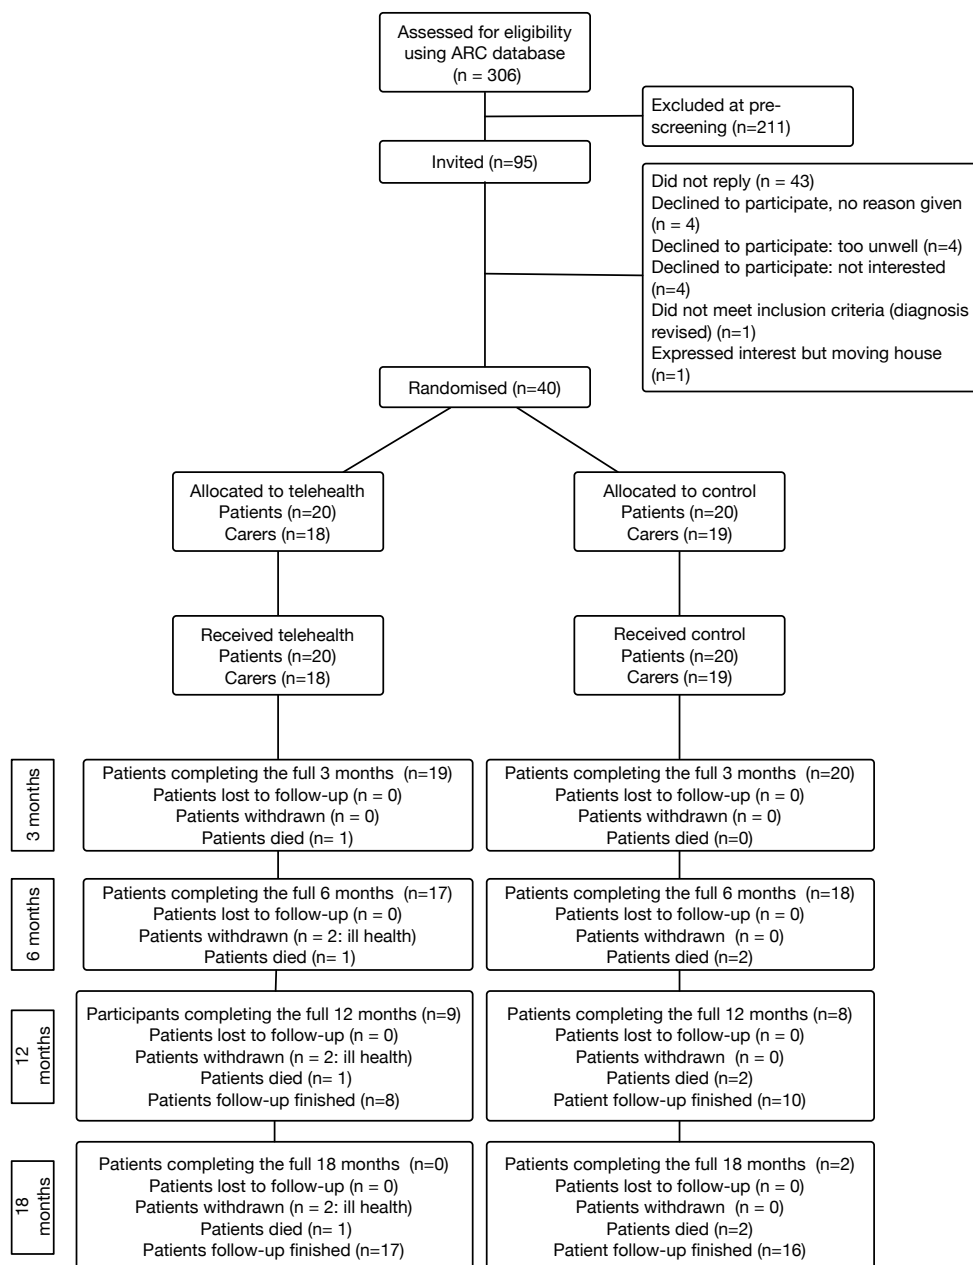 Assessed for eligibility
using ARC database
(n = 306)
Excluded at pre-
screening (n=211)
Invited (n=95)
Did not reply (n = 43)
Declined to participate, no reason given
(n = 4)
Declined to participate: too unwell (n=4)
Declined to participate: not interested
(n=4)
Did not meet inclusion criteria (diagnosis
revised) (n=1)
Expressed interest but moving house
(n=1)
Randomised (n=40)
Allocated to telehealth
Patients (n=20)
Carers (n=18)
Allocated to control
Patients (n=20)
Carers (n=19)
Received telehealth
Patients (n=20)
Carers (n=18)
Received control
Patients (n=20)
Carers (n=19)
3 months
Patients completing the full 3 months  (n=19)
Patients lost to follow-up (n = 0)
Patients withdrawn (n = 0)
Patients died (n= 1)
Patients completing the full 3 months  (n=20)
Patients lost to follow-up (n = 0)
Patients withdrawn (n = 0)
Patients died (n=0)
6 months
Patients completing the full 6 months  (n=17)
Patients lost to follow-up (n = 0)
Patients withdrawn (n = 2: ill health)
Patients died (n= 1)
Patients completing the full 6 months  (n=18)
Patients lost to follow-up (n = 0)
Patients withdrawn  (n = 0)
Patients died (n=2)
12
months
Participants completing the full 12 months (n=9)
Patients lost to follow-up (n = 0)
Patients withdrawn (n = 2: ill health)
Patients died (n= 1)
Patients follow-up finished (n=8)
Patients completing the full 12 months  (n=8)
Patients lost to follow-up (n = 0)
Patients withdrawn  (n = 0)
Patients died (n=2)
Patient follow-up finished (n=10)
18
months
Patients completing the full 18 months  (n=0)
Patients lost to follow-up (n = 0)
Patients withdrawn (n = 2: ill health)
Patients died (n= 1)
Patients follow-up finished (n=17)
Patients completing the full 18 months  (n=2)
Patients lost to follow-up (n = 0)
Patients withdrawn  (n = 0)
Patients died (n=2)
Patient follow-up finished (n=16)